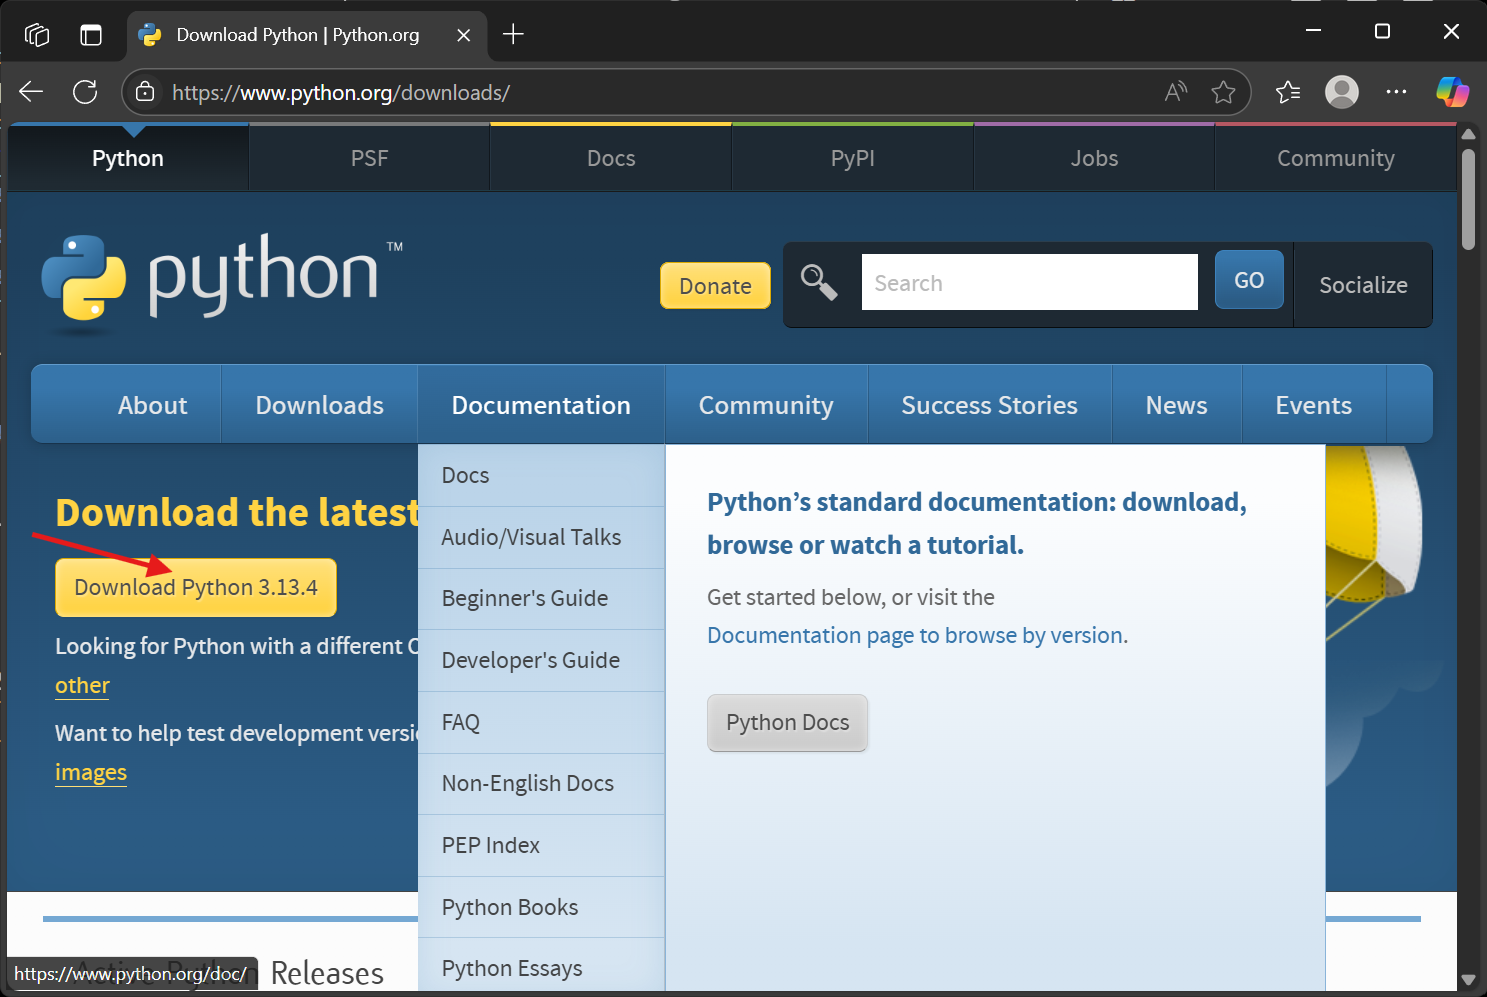 Download Python | Python.org
https://www.python.org/downloads/
Python
PSF
Docs
PyPI
Jobs
Community
python™
Donate
Search
GO
Socialize
About
Downloads
Documentation
Community
Success Stories
News
Events
Download the latest
Download Python 3.13.4
Looking for Python with a different
other
Want to help test development
images
Docs
Audio/Visual Talks
Beginner's Guide
Developer's Guide
FAQ
Non-English Docs
PEP Index
Python Books
Python Essays
Python’s standard documentation: download,
browse or watch a tutorial.
Get started below, or visit the
Documentation page to browse by version.
Python Docs
Active Python Releases
https://www.python.org/doc/